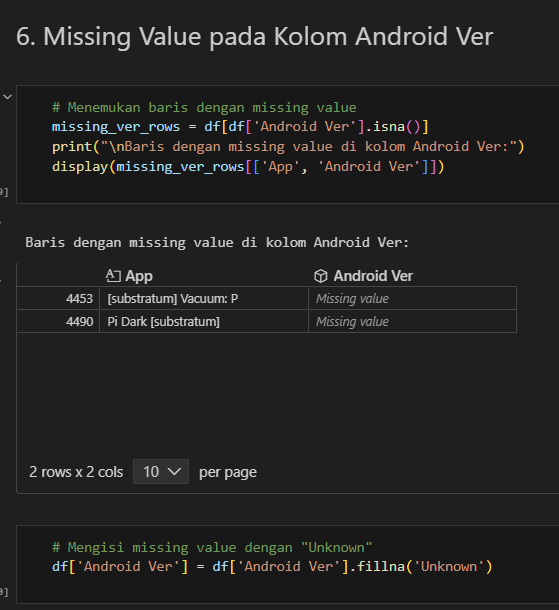 6. Missing Value pada Kolom Android Ver
# Menemukan baris dengan missing value
missing_ver_rows = df[df['Android Ver'].isna()]
print("\nBaris dengan missing value di kolom Android Ver:")
display(missing_ver_rows[['App', 'Android Ver']])
Baris dengan missing value di kolom Android Ver:
App Android Ver
4453 [substratum] Vacuum: P Missing value
4490 Pi Dark [substratum] Missing value
2 rows x 2 cols 10 per page
# Mengisi missing value dengan "Unknown"
df['Android Ver'] = df['Android Ver'].fillna('Unknown')